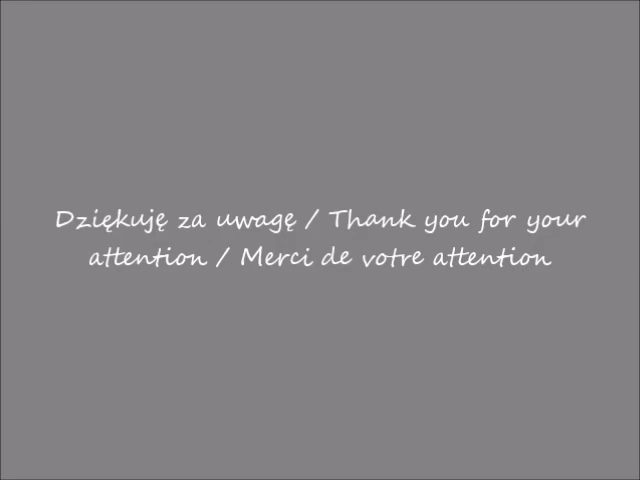 Dziękuję za uwagę / Thank you for your
attention / Merci de votre attention